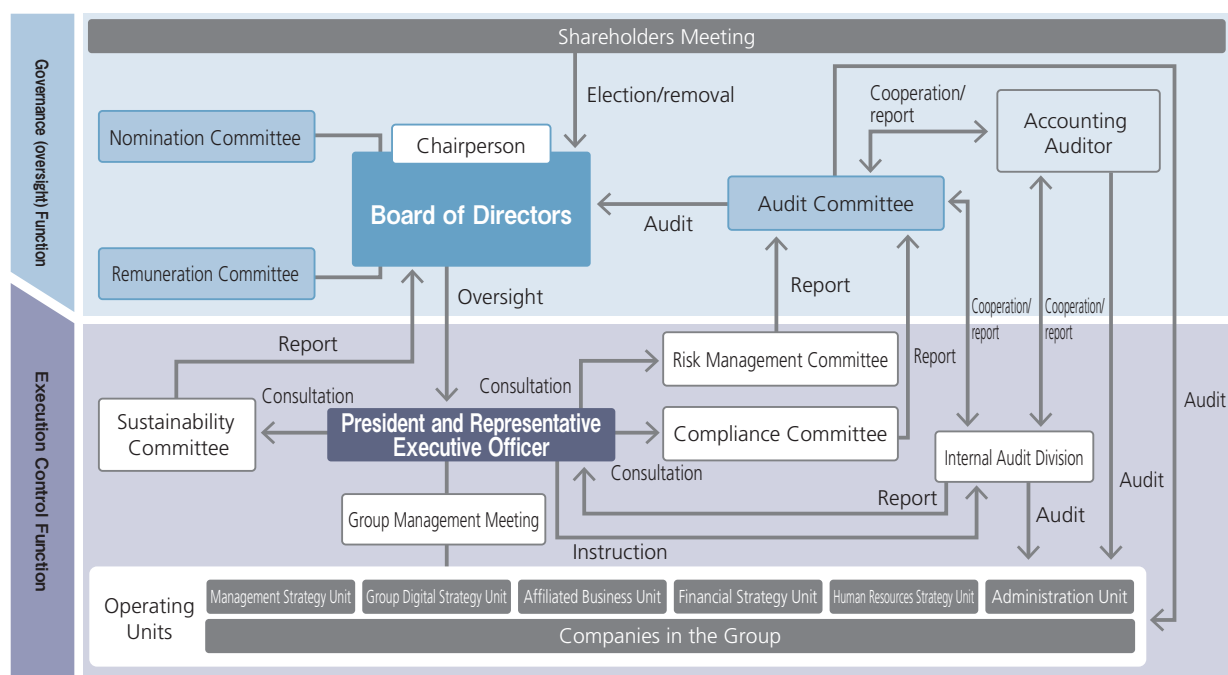 Shareholders Meeting
Governance (oversight) Function
Election/removal
Cooperation/
report
Accounting
Auditor
Nomination Committee
Chairperson
Board of Directors
Audit
Audit Committee
Remuneration Committee
Oversight
Report
Cooperation/
report
Cooperation/
report
Execution Control Function
Report
Consultation
Consultation
Risk Management Committee
Report
Audit
Sustainability
Committee
President and Representative
Executive Officer
Compliance Committee
Internal Audit Division
Consultation
Report
Audit
Audit
Group Management Meeting
Instruction
Operating
Units
Management Strategy Unit
Group Digital Strategy Unit
Affiliated Business Unit
Financial Strategy Unit
Human Resources Strategy Unit
Administration Unit
Companies in the Group